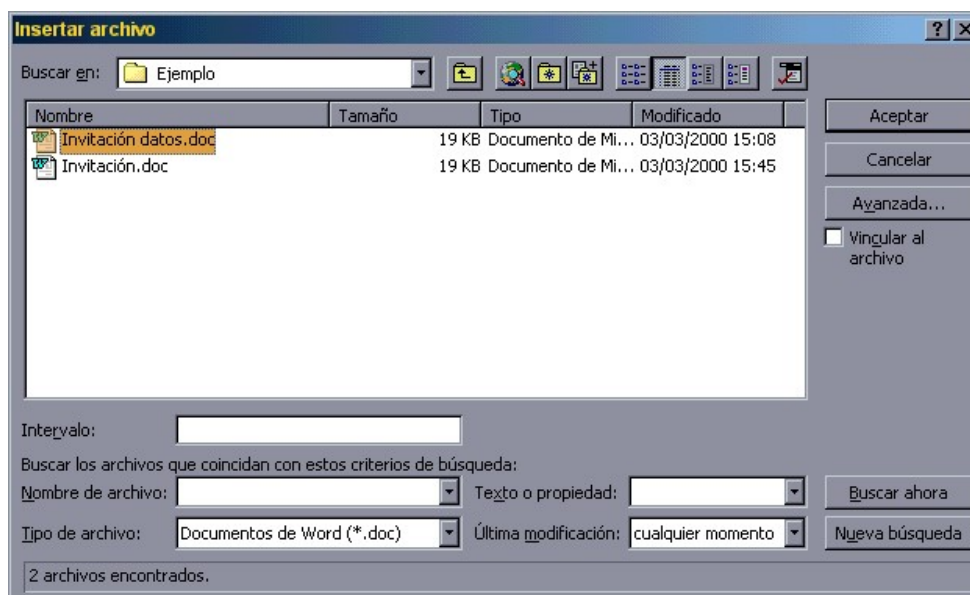 Insertar archivo
Buscar en: Ejemplo
Nombre Tamaño Tipo Modificado
Invitación datos.doc 19 KB Documento de Mi... 03/03/2000 15:08
Invitación.doc 19 KB Documento de Mi... 03/03/2000 15:45
Aceptar
Cancelar
Avanzada...
Vincular al
archivo
Intervalo:
Buscar los archivos que coincidan con estos criterios de búsqueda:
Nombre de archivo: Texto o propiedad: Buscar ahora
Tipo de archivo: Documentos de Word (*.doc) Última modificación: cualquier momento Nueva búsqueda
2 archivos encontrados.